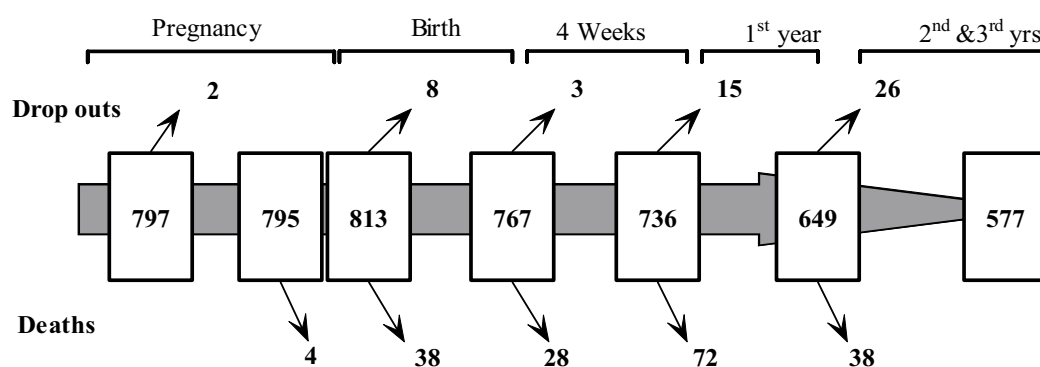 Pregnancy Birth 4 Weeks 1st year 2nd &3rd yrs
Drop outs 2 8 3 15 26
797 795 813 767 736 649 577
Deaths
4 38 28 72 38